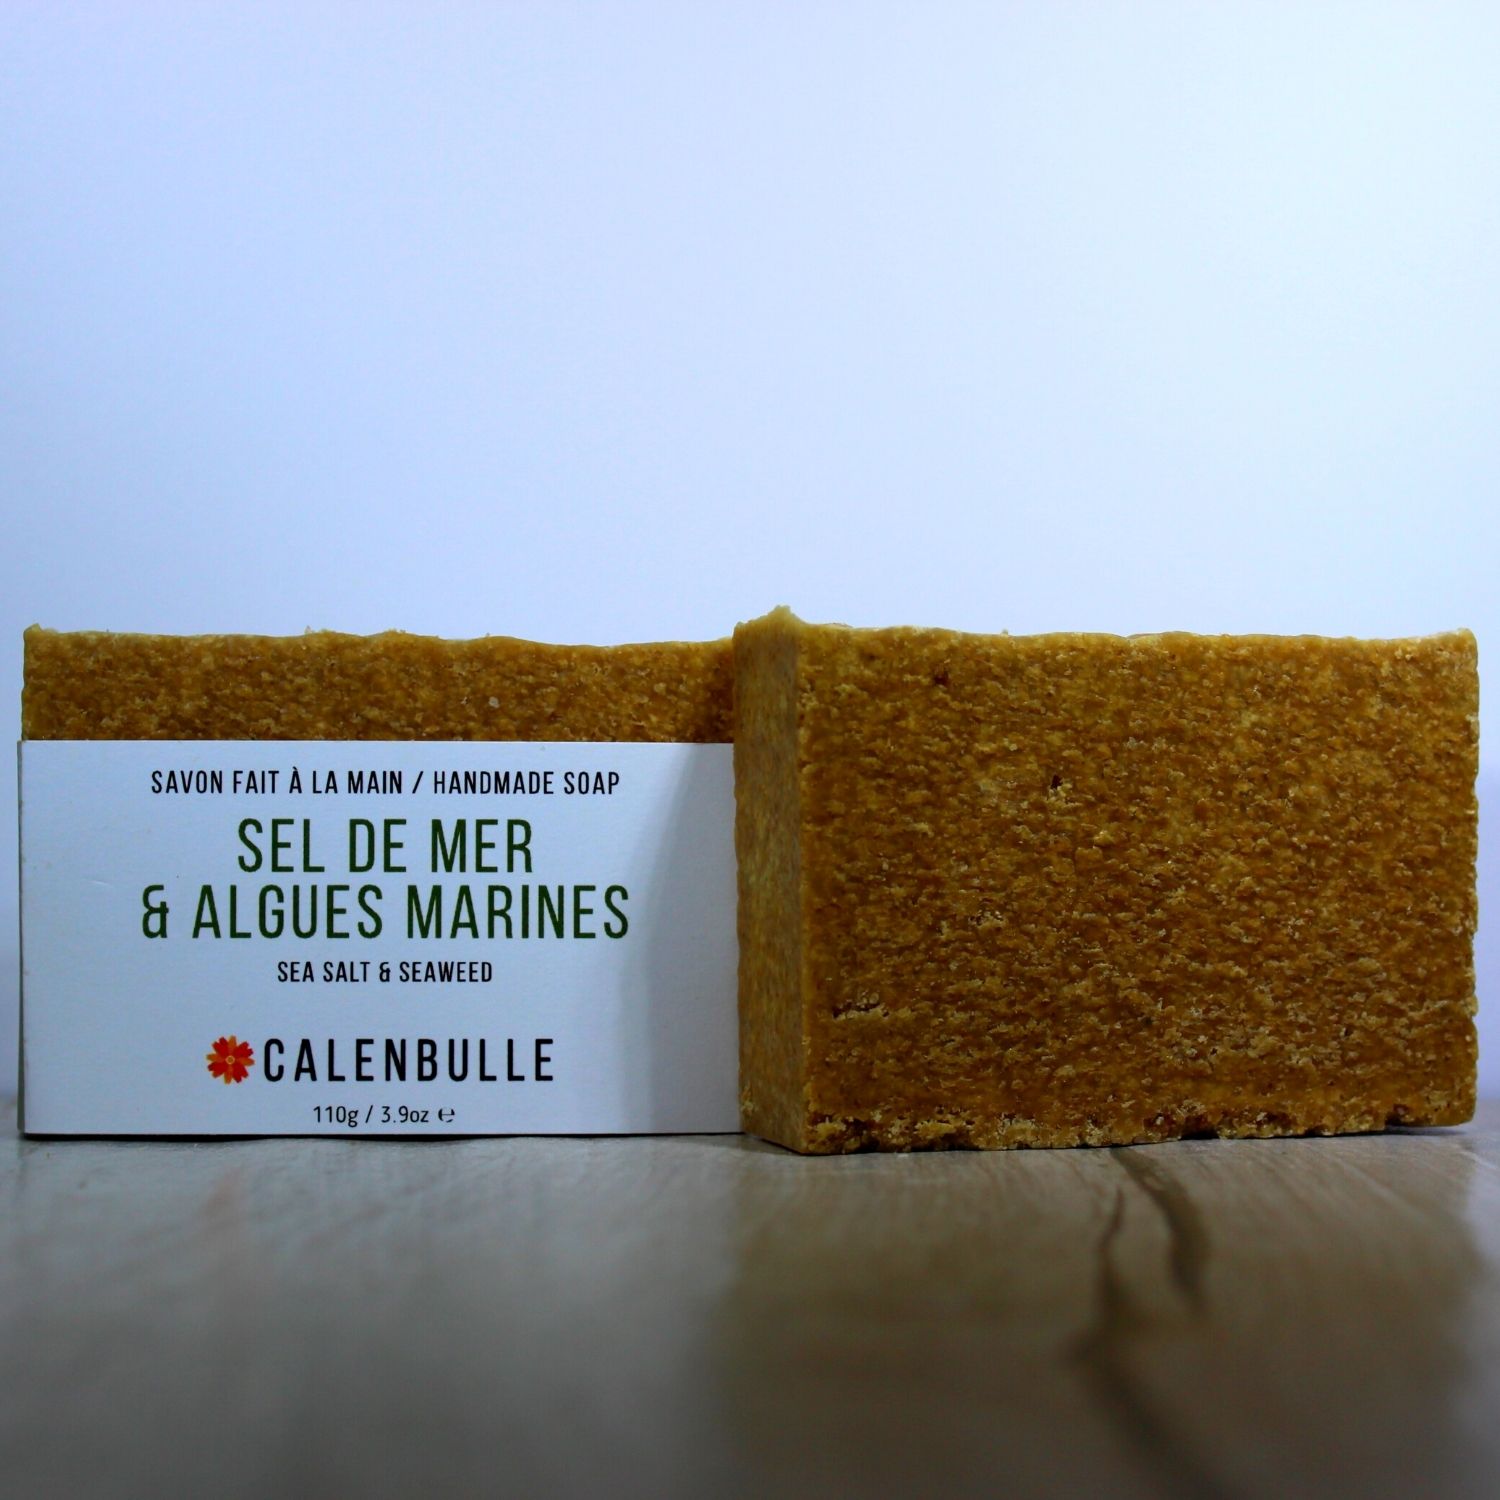 SAVON FAIT À LA MAIN / HANDMADE SOAP
SEL DE MER
& ALGUES MARINES
SEA SALT & SEAWEED
CALENBULLE
110g / 3.9oz ℮